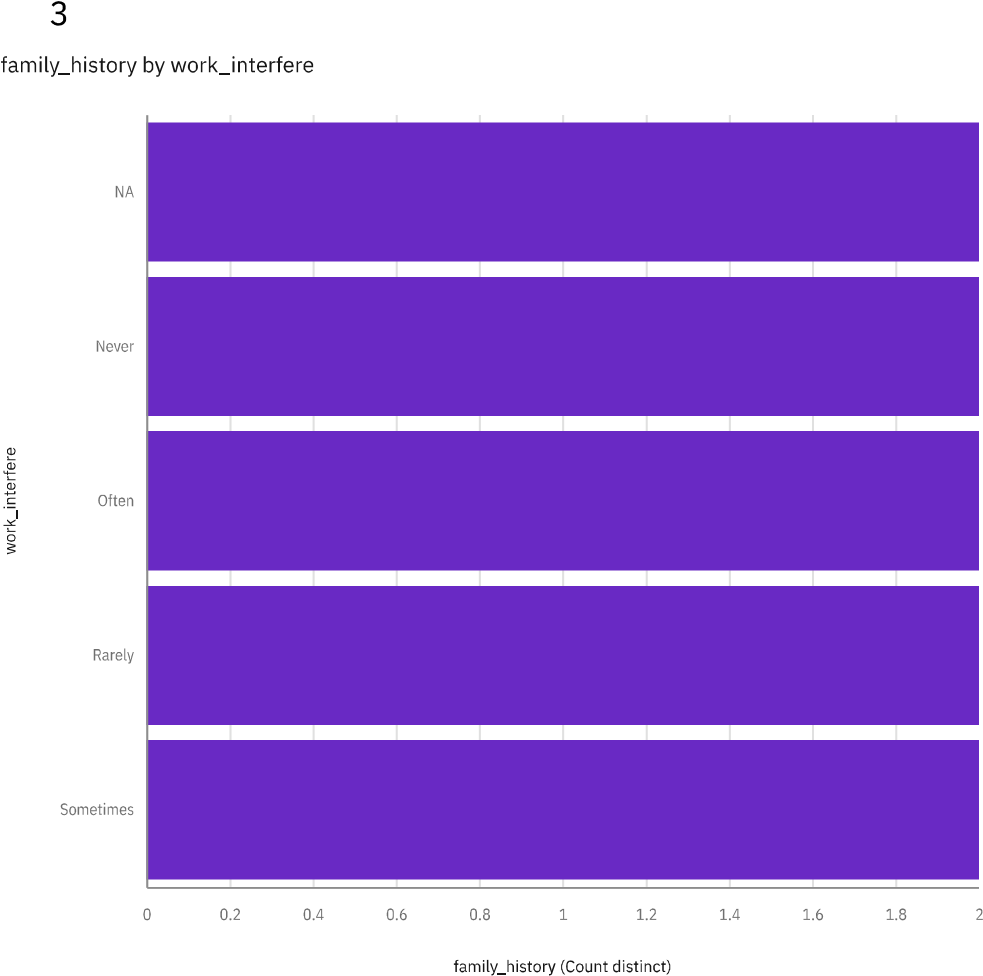 3
family_history by work_interfere
NA
Never
Often
Rarely
Sometimes
work_interfere
0 0.2 0.4 0.6 0.8 1 1.2 1.4 1.6 1.8 2
family_history (Count distinct)